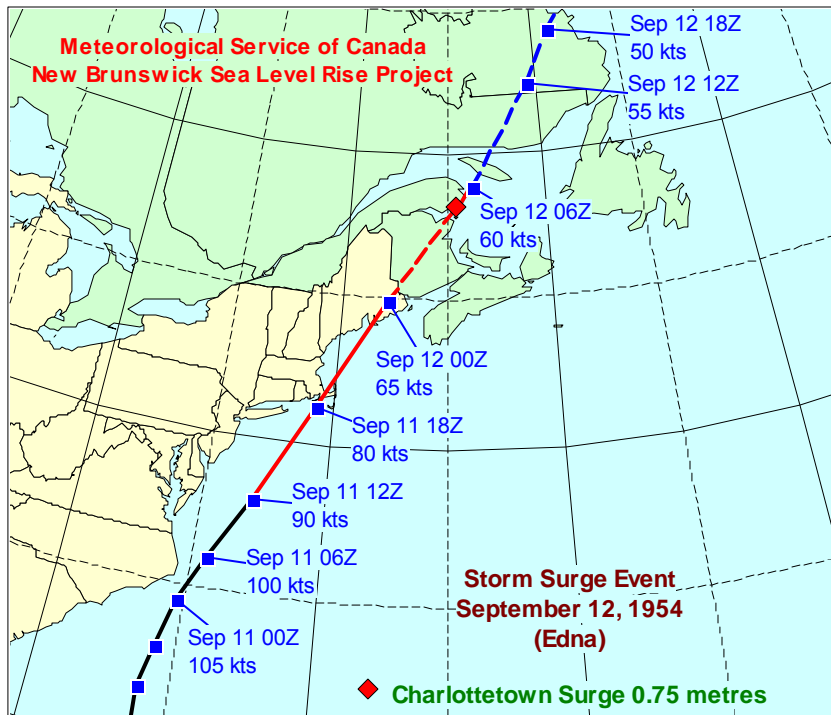 Meteorological Service of Canada
New Brunswick Sea Level Rise Project
Sep 12 18Z
50 kts
Sep 12 12Z
55 kts
Sep 12 06Z
60 kts
Sep 12 00Z
65 kts
Sep 11 18Z
80 kts
Sep 11 12Z
90 kts
Sep 11 06Z
100 kts
Sep 11 00Z
105 kts
Storm Surge Event
September 12, 1954
(Edna)
Charlottetown Surge 0.75 metres